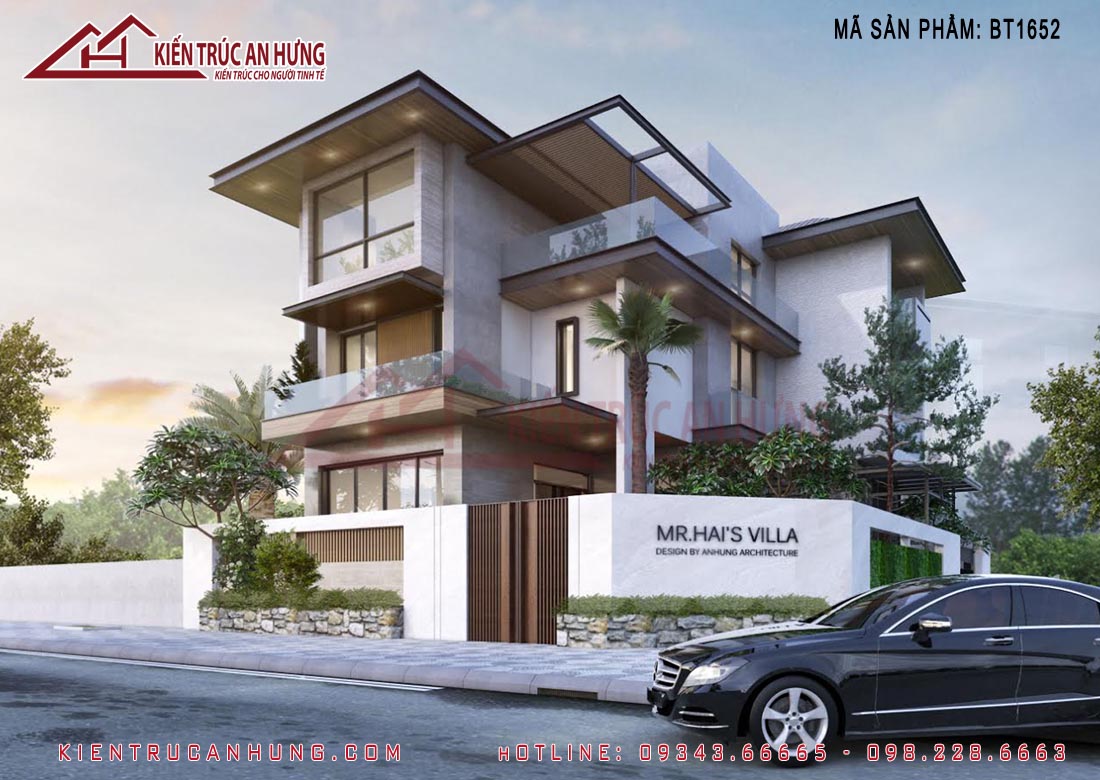 KIẾN TRÚC AN HƯNG
KIẾN TRÚC CHO NGƯỜI TINH TẾ
MÃ SẢN PHẨM: BT1652
KIẾN TRÚC AN HƯNG
MR.HAI'S VILLA
DESIGN BY ANHUNG ARCHITECTURE
KIENTRUCANHUNG.COM
HOTLINE: 09343.66665 - 098.228.6663